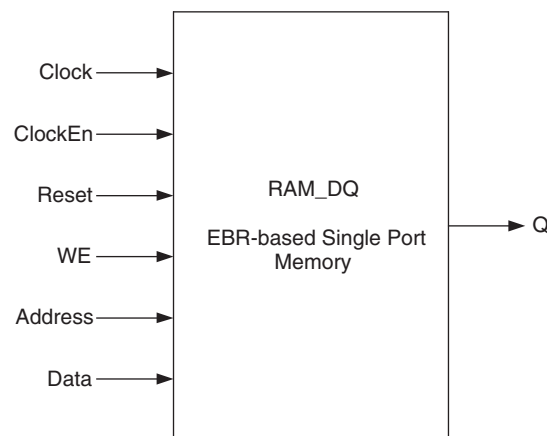 Clock
ClockEn
Reset
WE
Address
Data
RAM_DQ
EBR-based Single Port
Memory
Q